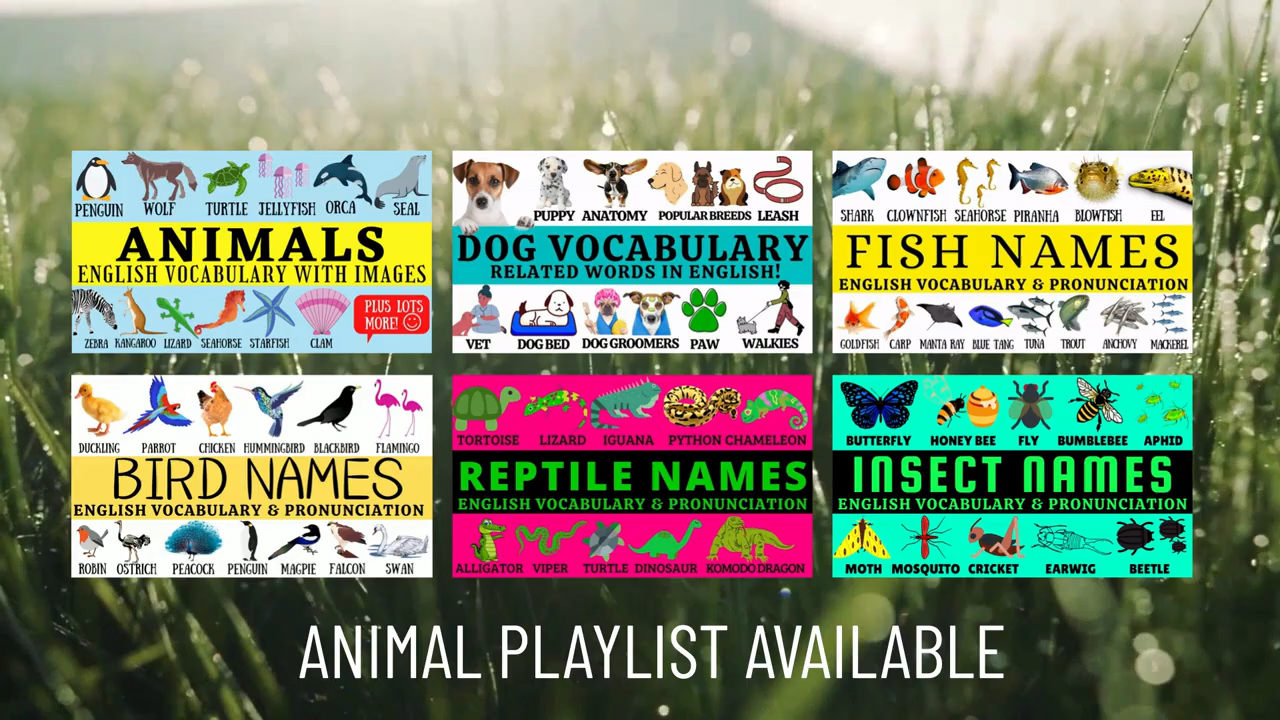 PENGUIN WOLF TURTLE JELLYFISH ORCA SEAL
ANIMALS
ENGLISH VOCABULARY WITH IMAGES
PLUS LOTS
MORE!
ZEBRA KANGAROO LIZARD SEAHORSE STARFISH CLAM
PUPPY ANATOMY POPULAR BREEDS LEASH
DOG VOCABULARY
RELATED WORDS IN ENGLISH!
VET DOG BED DOG GROOMERS PAW WALKIES
SHARK CLOWNFISH SEAHORSE PIRANHA BLOWFISH EEL
FISH NAMES
ENGLISH VOCABULARY & PRONUNCIATION
GOLDFISH CARP MANTA RAY BLUE TANG TUNA TROUT ANCHOVY MACKEREL
DUCKLING PARROT CHICKEN HUMMINGBIRD BLACKBIRD FLAMINGO
BIRD NAMES
ENGLISH VOCABULARY & PRONUNCIATION
ROBIN OSTRICH PEACOCK PENGUIN MAGPIE FALCON SWAN
TORTOISE LIZARD IGUANA PYTHON CHAMELEON
REPTILE NAMES
ENGLISH VOCABULARY & PRONUNCIATION
ALLIGATOR VIPER TURTLE DINOSAUR KOMODO DRAGON
BUTTERFLY HONEY BEE FLY BUMBLEBEE APHID
INSECT NAMES
ENGLISH VOCABULARY & PRONUNCIATION
MOTH MOSQUITO CRICKET EARWIG BEETLE
ANIMAL PLAYLIST AVAILABLE